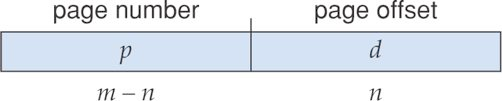 page number page offset
p d
m – n n